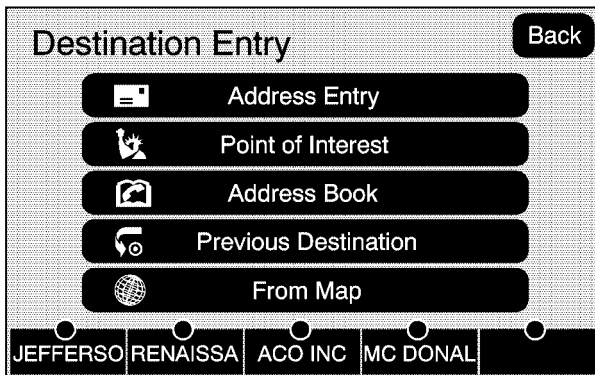 Destination Entry Back
Address Entry
Point of Interest
Address Book
Previous Destination
From Map
JEFFERSO RENAISSA ACO INC MC DONAL